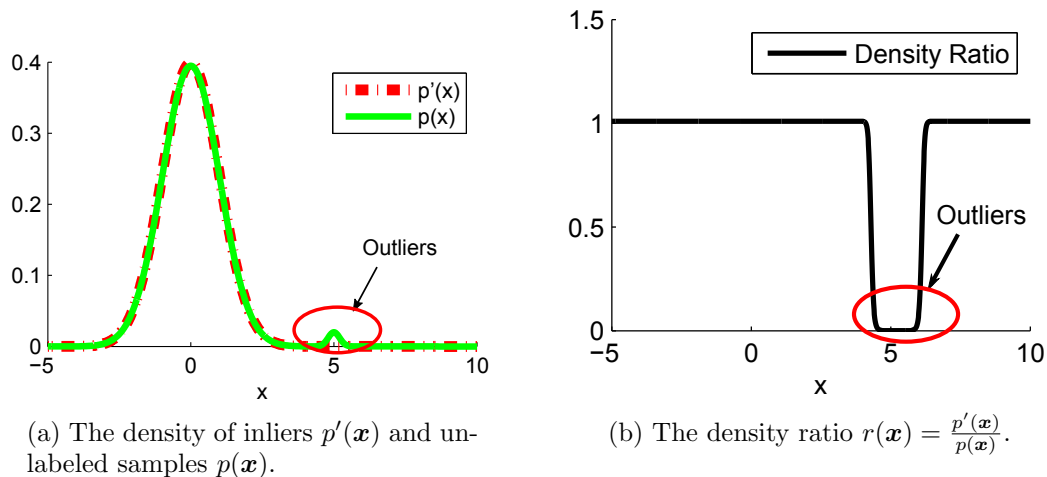 0.4
0.3
0.2
0.1
0
−5
0
5
10
x
p'(x)
p(x)
Outliers
(a) The density of inliers p′(x) and un-
labeled samples p(x).
1.5
1
0.5
0
−5
0
5
10
x
Density Ratio
Outliers
(b) The density ratio r(x) = p′(x)/p(x).